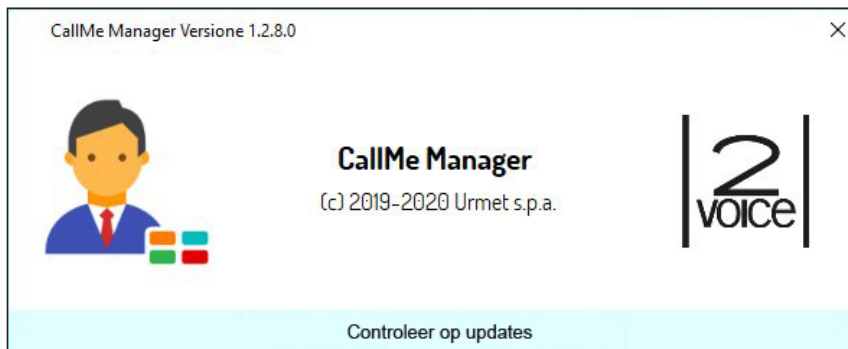 CallMe Manager Versione 1.2.8.0
CallMe Manager
(c) 2019-2020 Urmet s.p.a.
2
VOICE
Controleer op updates